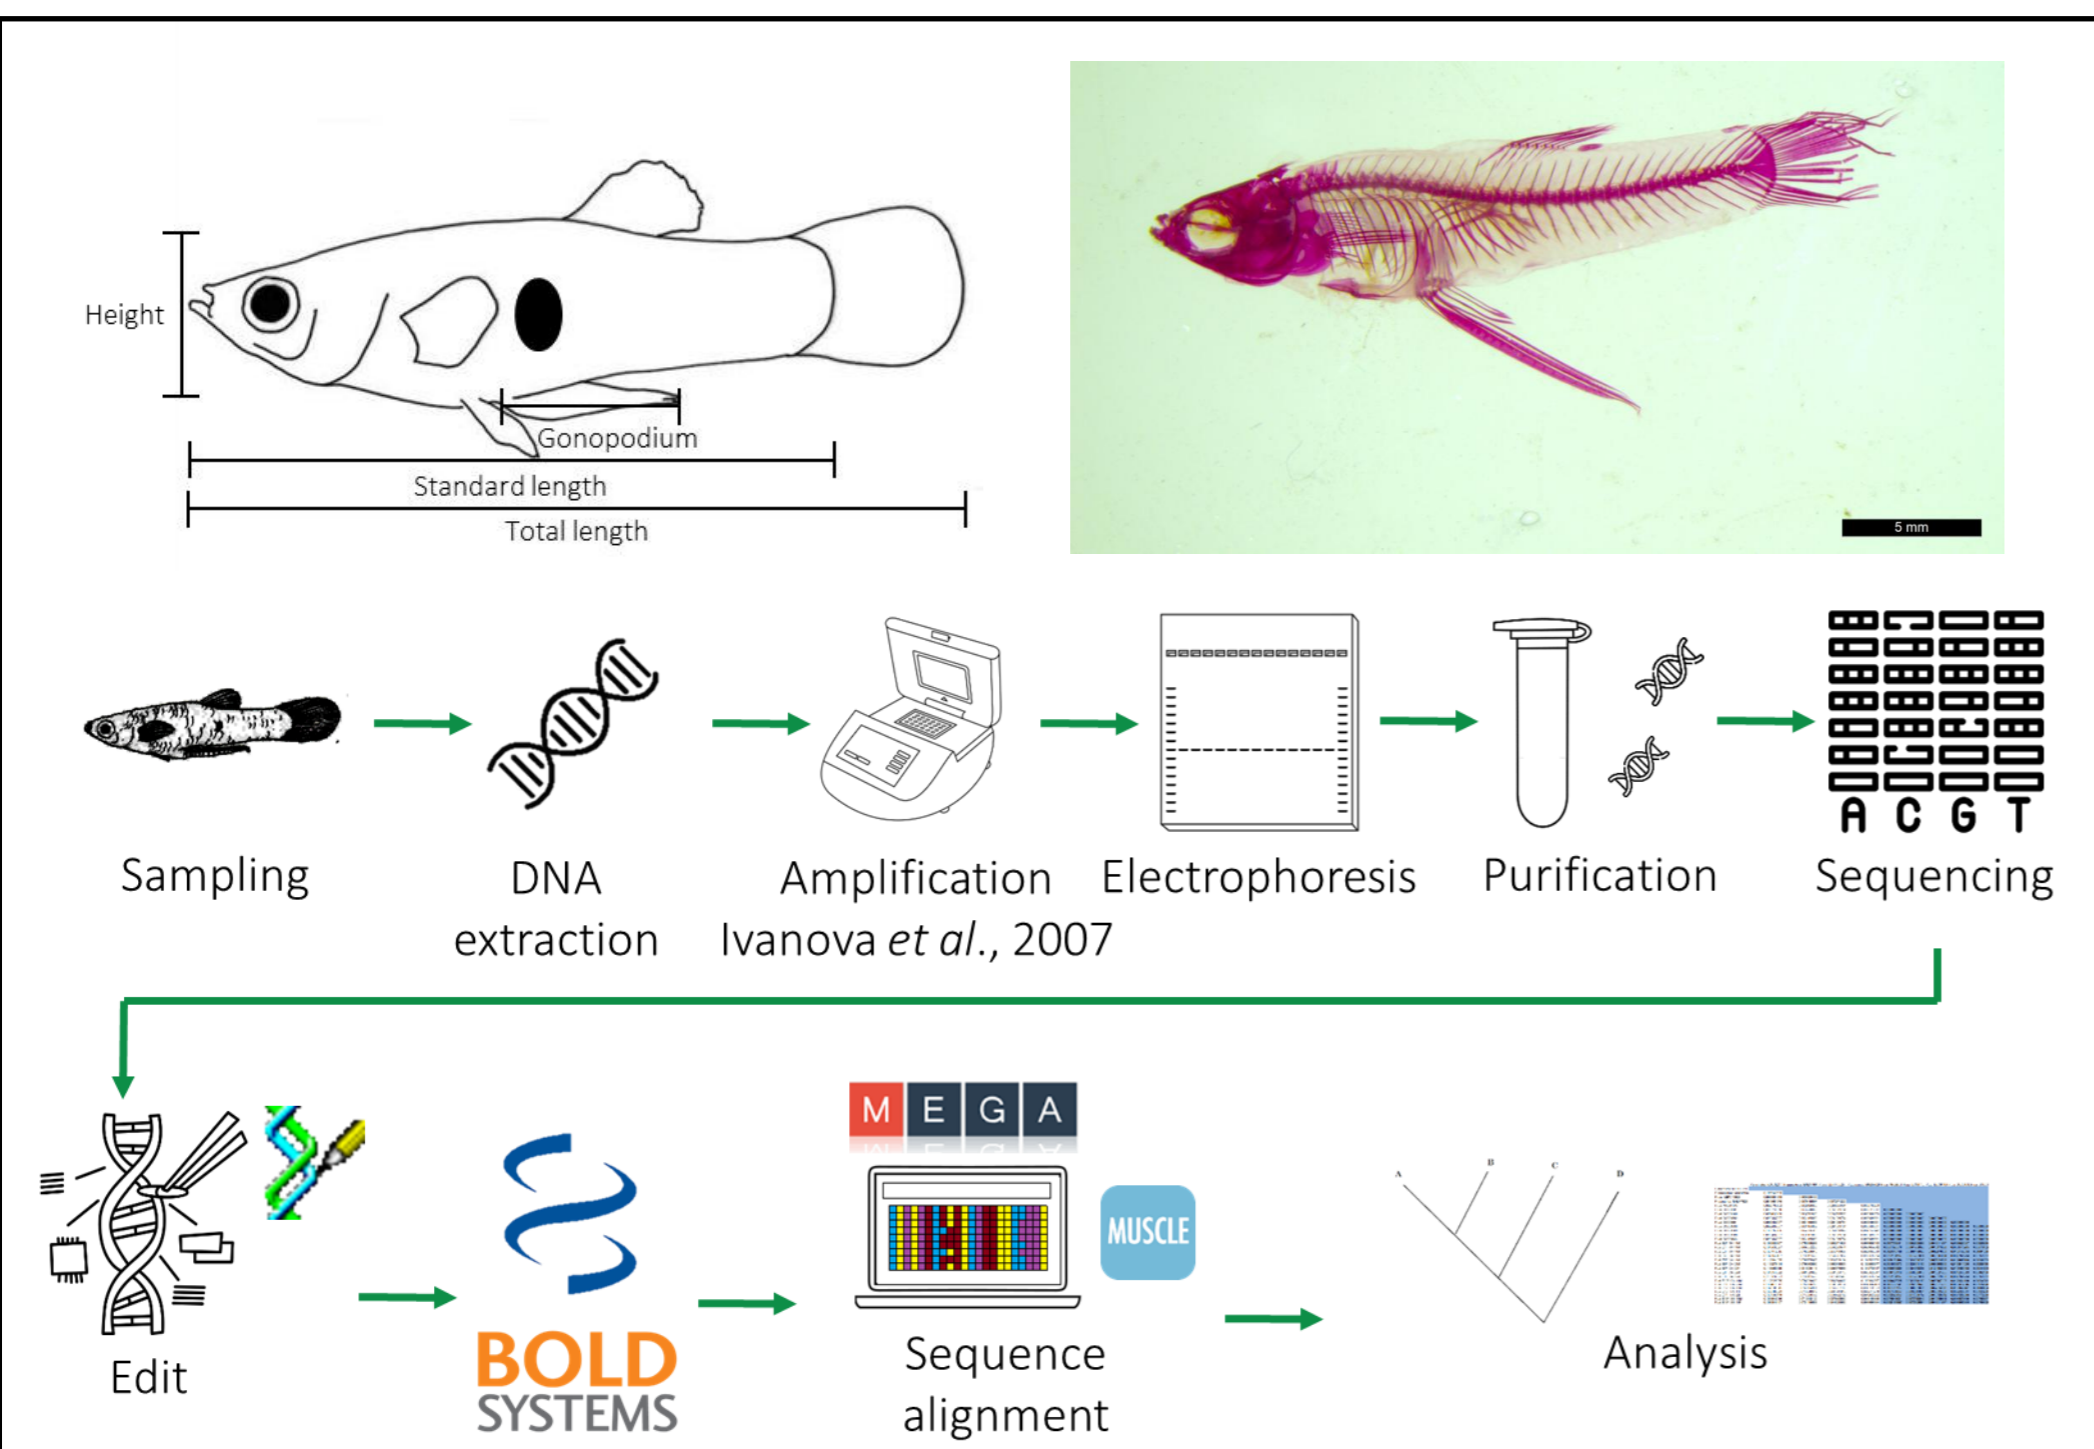 Height
Gonopodium
Standard length
Total length
5 mm
A C G T
Sampling
DNA
extraction
Amplification
Ivanova et al., 2007
Electrophoresis
Purification
Sequencing
Edit
BOLD
SYSTEMS
MEGA
MUSCLE
Sequence
alignment
A
B
C
D
Analysis